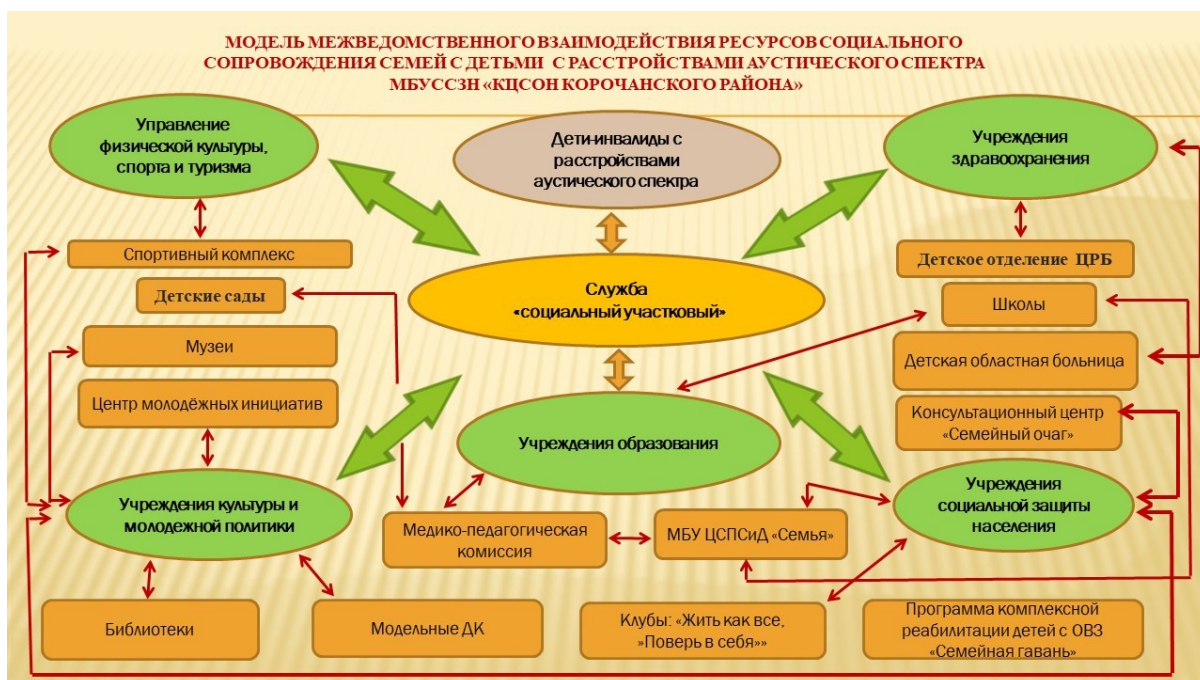 МОДЕЛЬ МЕЖВЕДОМСТВЕННОГО ВЗАИМОДЕЙСТВИЯ РЕСУРСОВ СОЦИАЛЬНОГО
СОПРОВОЖДЕНИЯ СЕМЕЙ С ДЕТЬМИ С РАССТРОЙСТВАМИ АУСТИЧЕСКОГО СПЕКТРА
МБУССЗН «КЦСОН КОРОЧАНСКОГО РАЙОНА»
Управление
физической культуры,
спорта и туризма
Дети-инвалиды с
расстройствами
аустического спектра
Учреждения
здравоохранения
Спортивный комплекс
Детские сады
Музеи
Центр молодёжных инициатив
Служба
«социальный участковый»
Детское отделение ЦРБ
Школы
Детская областная больница
Консультационный центр
«Семейный очаг»
Учреждения образования
Учреждения культуры и
молодежной политики
Медико-педагогическая
комиссия
МБУ ЦСПСиД «Семья»
Учреждения
социальной защиты
населения
Библиотеки
Модельные ДК
Клубы: «Жить как все,
»Поверь в себя»»
Программа комплексной
реабилитации детей с ОВЗ
«Семейная гавань»